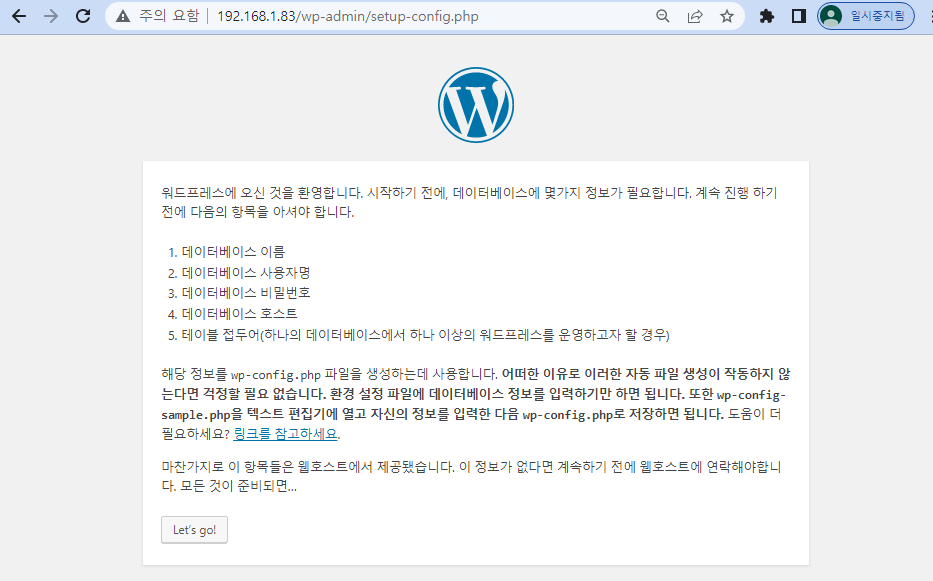 주의 요함 192.168.1.83/wp-admin/setup-config.php 일시중지됨
워드프레스에 오신 것을 환영합니다. 시작하기 전에, 데이터베이스에 몇가지 정보가 필요합니다. 계속 진행 하기
전에 다음의 항목을 아셔야 합니다.
1. 데이터베이스 이름
2. 데이터베이스 사용자명
3. 데이터베이스 비밀번호
4. 데이터베이스 호스트
5. 테이블 접두어(하나의 데이터베이스에서 하나 이상의 워드프레스를 운영하고자 할 경우)
해당 정보를 wp-config.php 파일을 생성하는데 사용합니다. 어떠한 이유로 이러한 자동 파일 생성이 작동하지 않
는다면 걱정할 필요 없습니다. 환경 설정 파일에 데이터베이스 정보를 입력하기만 하면 됩니다. 또한 wp-config-
sample.php을 텍스트 편집기에 열고 자신의 정보를 입력한 다음 wp-config.php로 저장하면 됩니다. 도움이 더
필요하세요? 링크를 참고하세요.
마찬가지로 이 항목들은 웹호스트에서 제공됐습니다. 이 정보가 없다면 계속하기 전에 웹호스트에 연락해야합니
다. 모든 것이 준비되면...
Let's go!